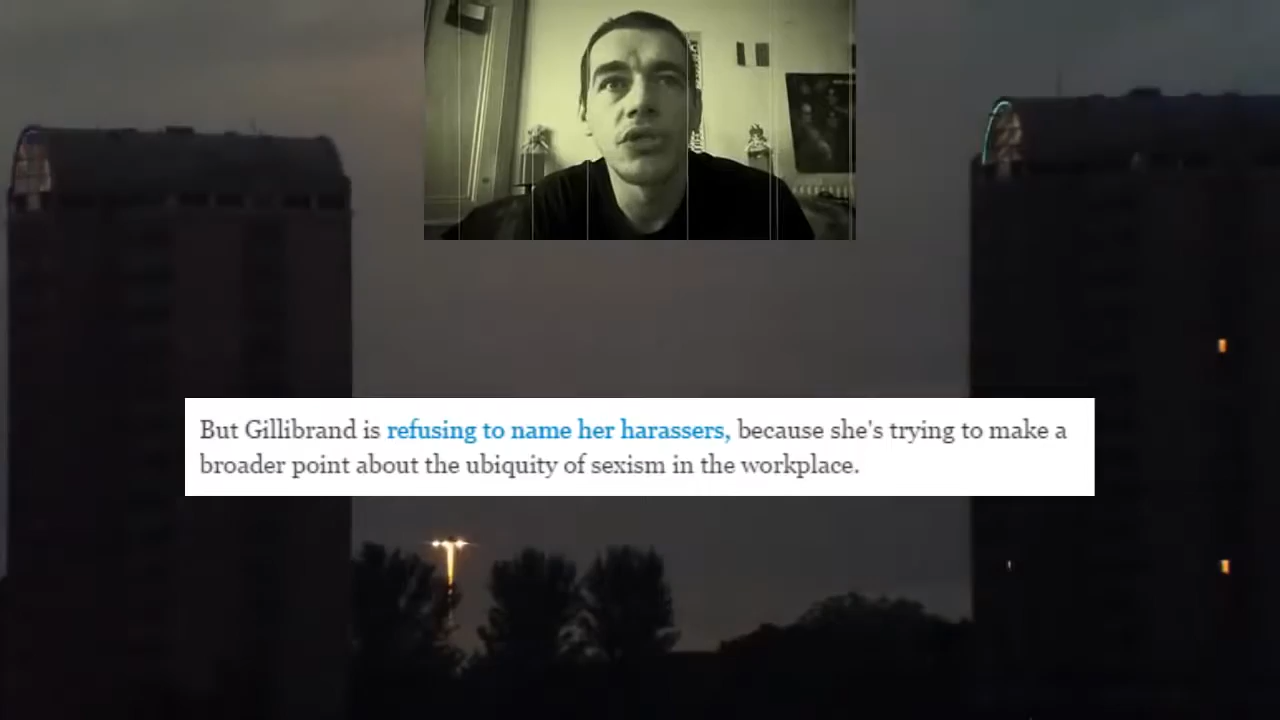 But Gillibrand is refusing to name her harassers, because she's trying to make a
broader point about the ubiquity of sexism in the workplace.